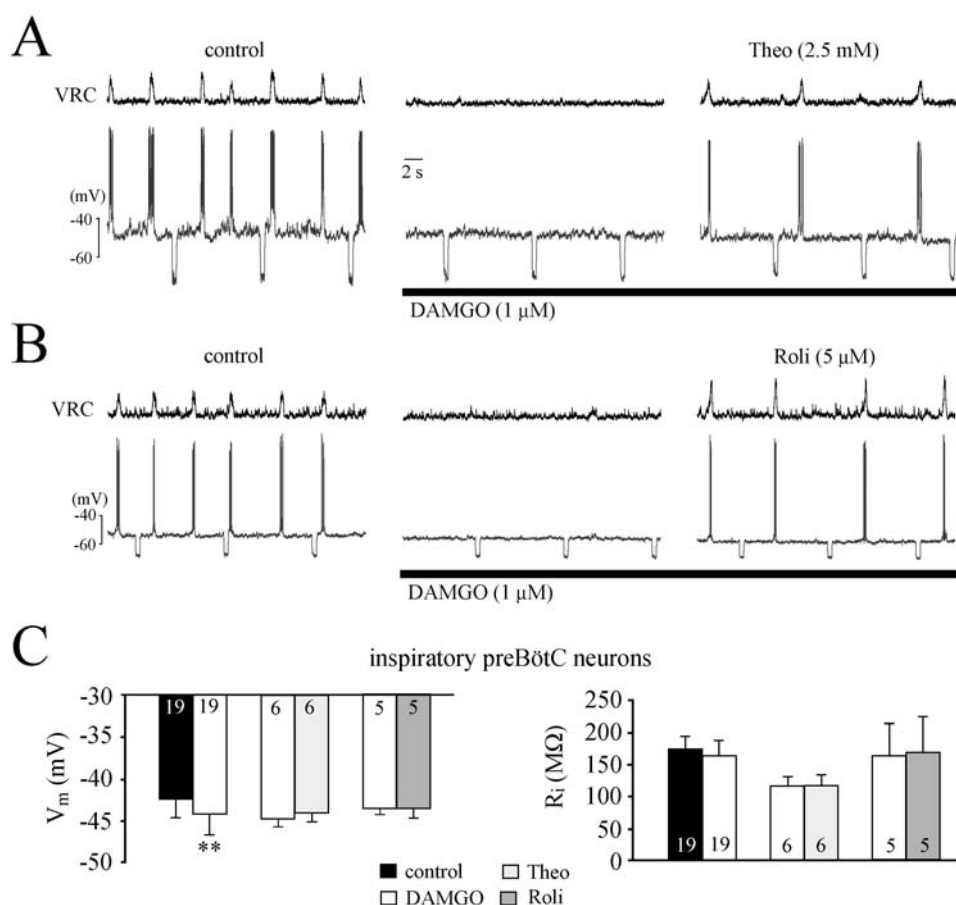 A
control
Theo (2.5 mM)
VRC
2 s
(mV)
-40
-60
DAMGO (1 µM)
B
control
Roli (5 µM)
VRC
(mV)
-40
-60
DAMGO (1 µM)
C
inspiratory preBötC neurons
-30
-35
-40
-45
-50
Vm (mV)
19
19
6
6
5
5
**
250
200
150
100
50
0
Ri (MΩ)
19
19
6
6
5
5
control
Theo
DAMGO
Roli